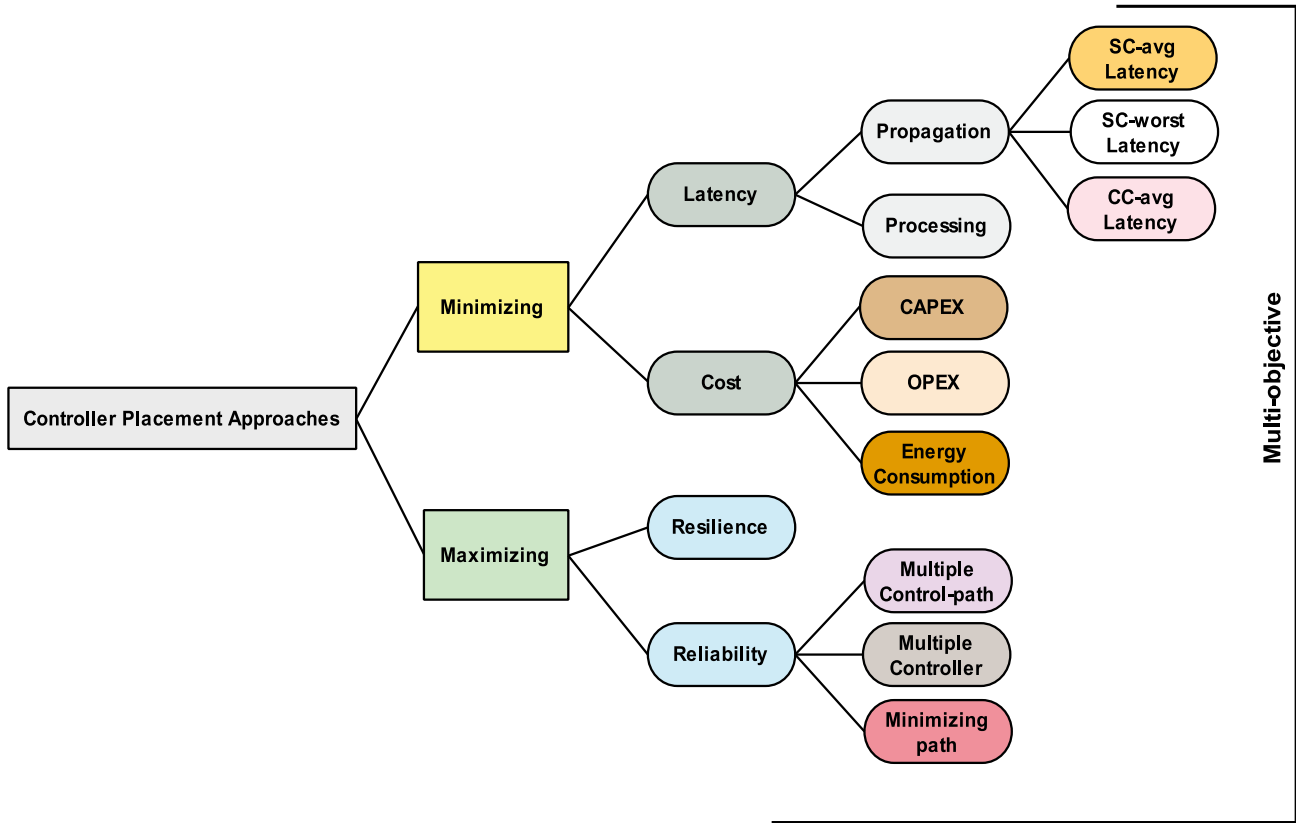 Controller Placement Approaches
Minimizing
Maximizing
Latency
Cost
Resilience
Reliability
Propagation
Processing
CAPEX
OPEX
Energy
Consumption
Multiple
Control-path
Multiple
Controller
Minimizing
path
SC-avg
Latency
SC-worst
Latency
CC-avg
Latency
Multi-objective